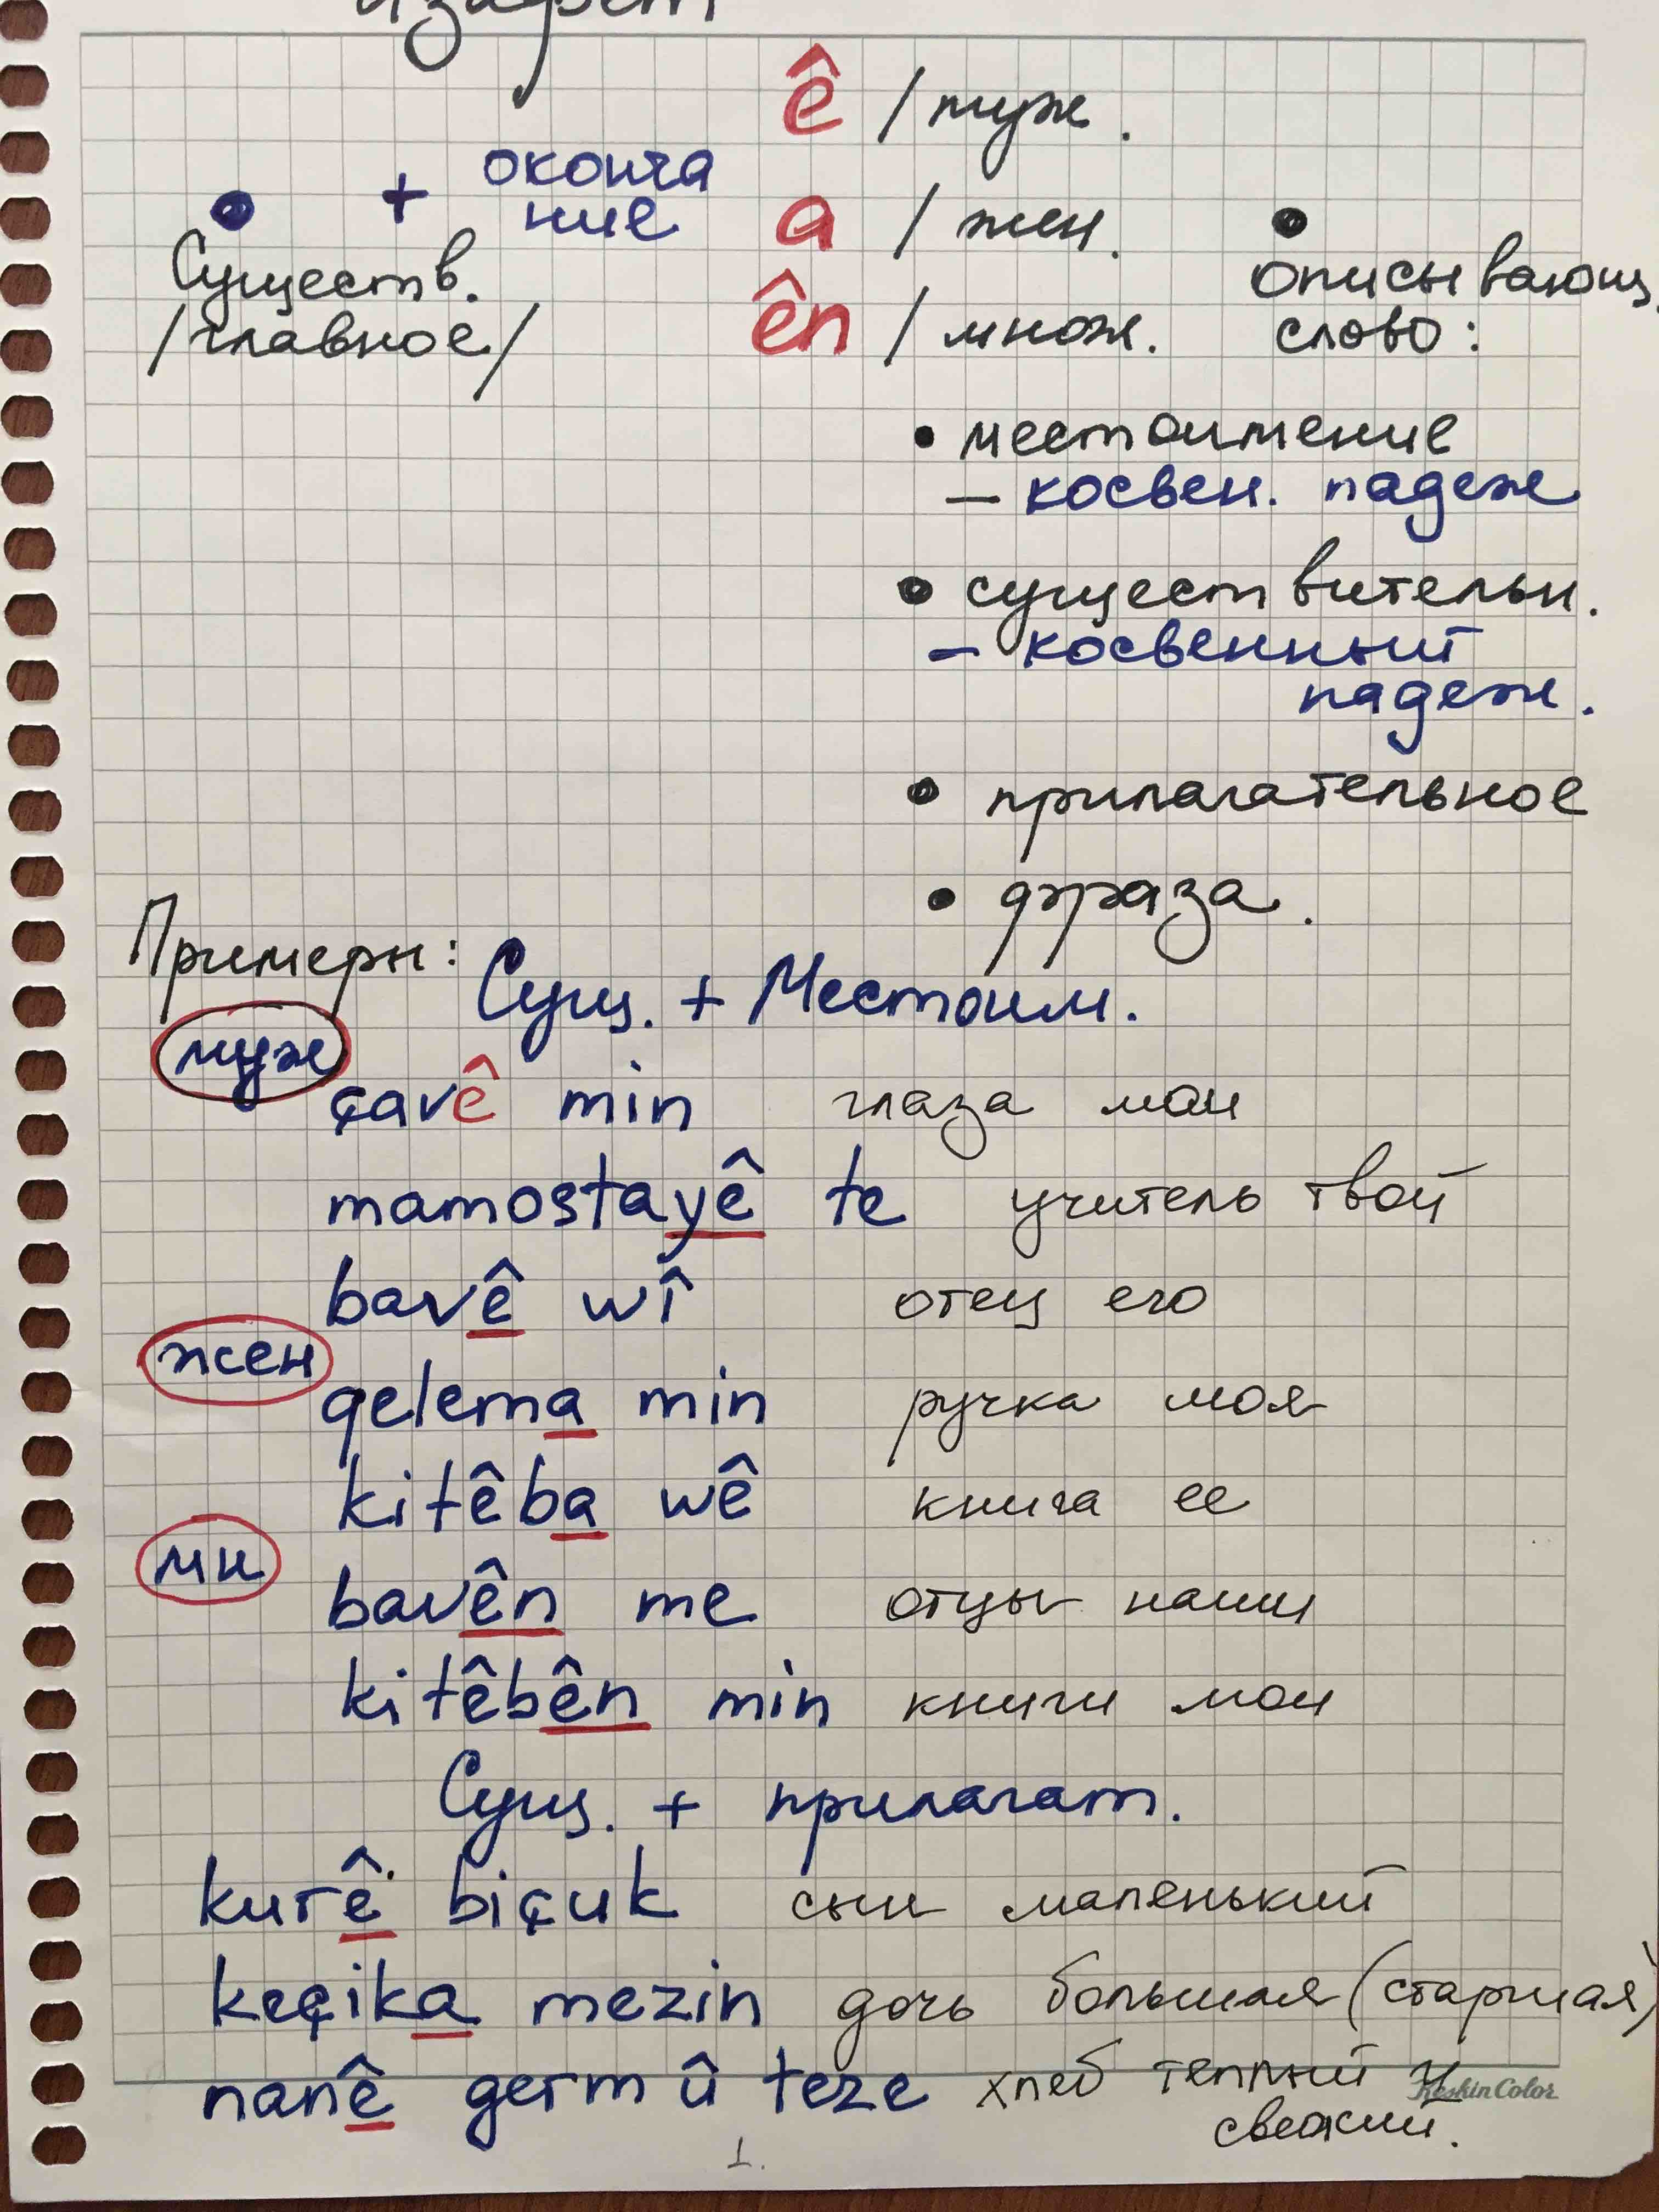 изафет
ê / муж.
• + оконча
ние
a / жен.
•
Существ.
/главное/
описывающ.
слово:
ên / множ.
• местоимение
– косвен. падеж
• существительн.
– косвенный
падеж.
• прилагательное
• фраза.
Примеры:
Сущ. + Местоим.
муж
çavê min глаза мои
mamostayê te учитель твой
bavê wî отец его
жен
qelema min ручка моя
kitêba wê книга ее
мн
bavên me отцы наши
kitêbên min книги мои
Сущ. + прилагат.
kurê biçuk сын маленький
keçika mezin дочь большая (старшая)
nanê germ û teze хлеб теплый и
свежий.
KeskinColor
1.